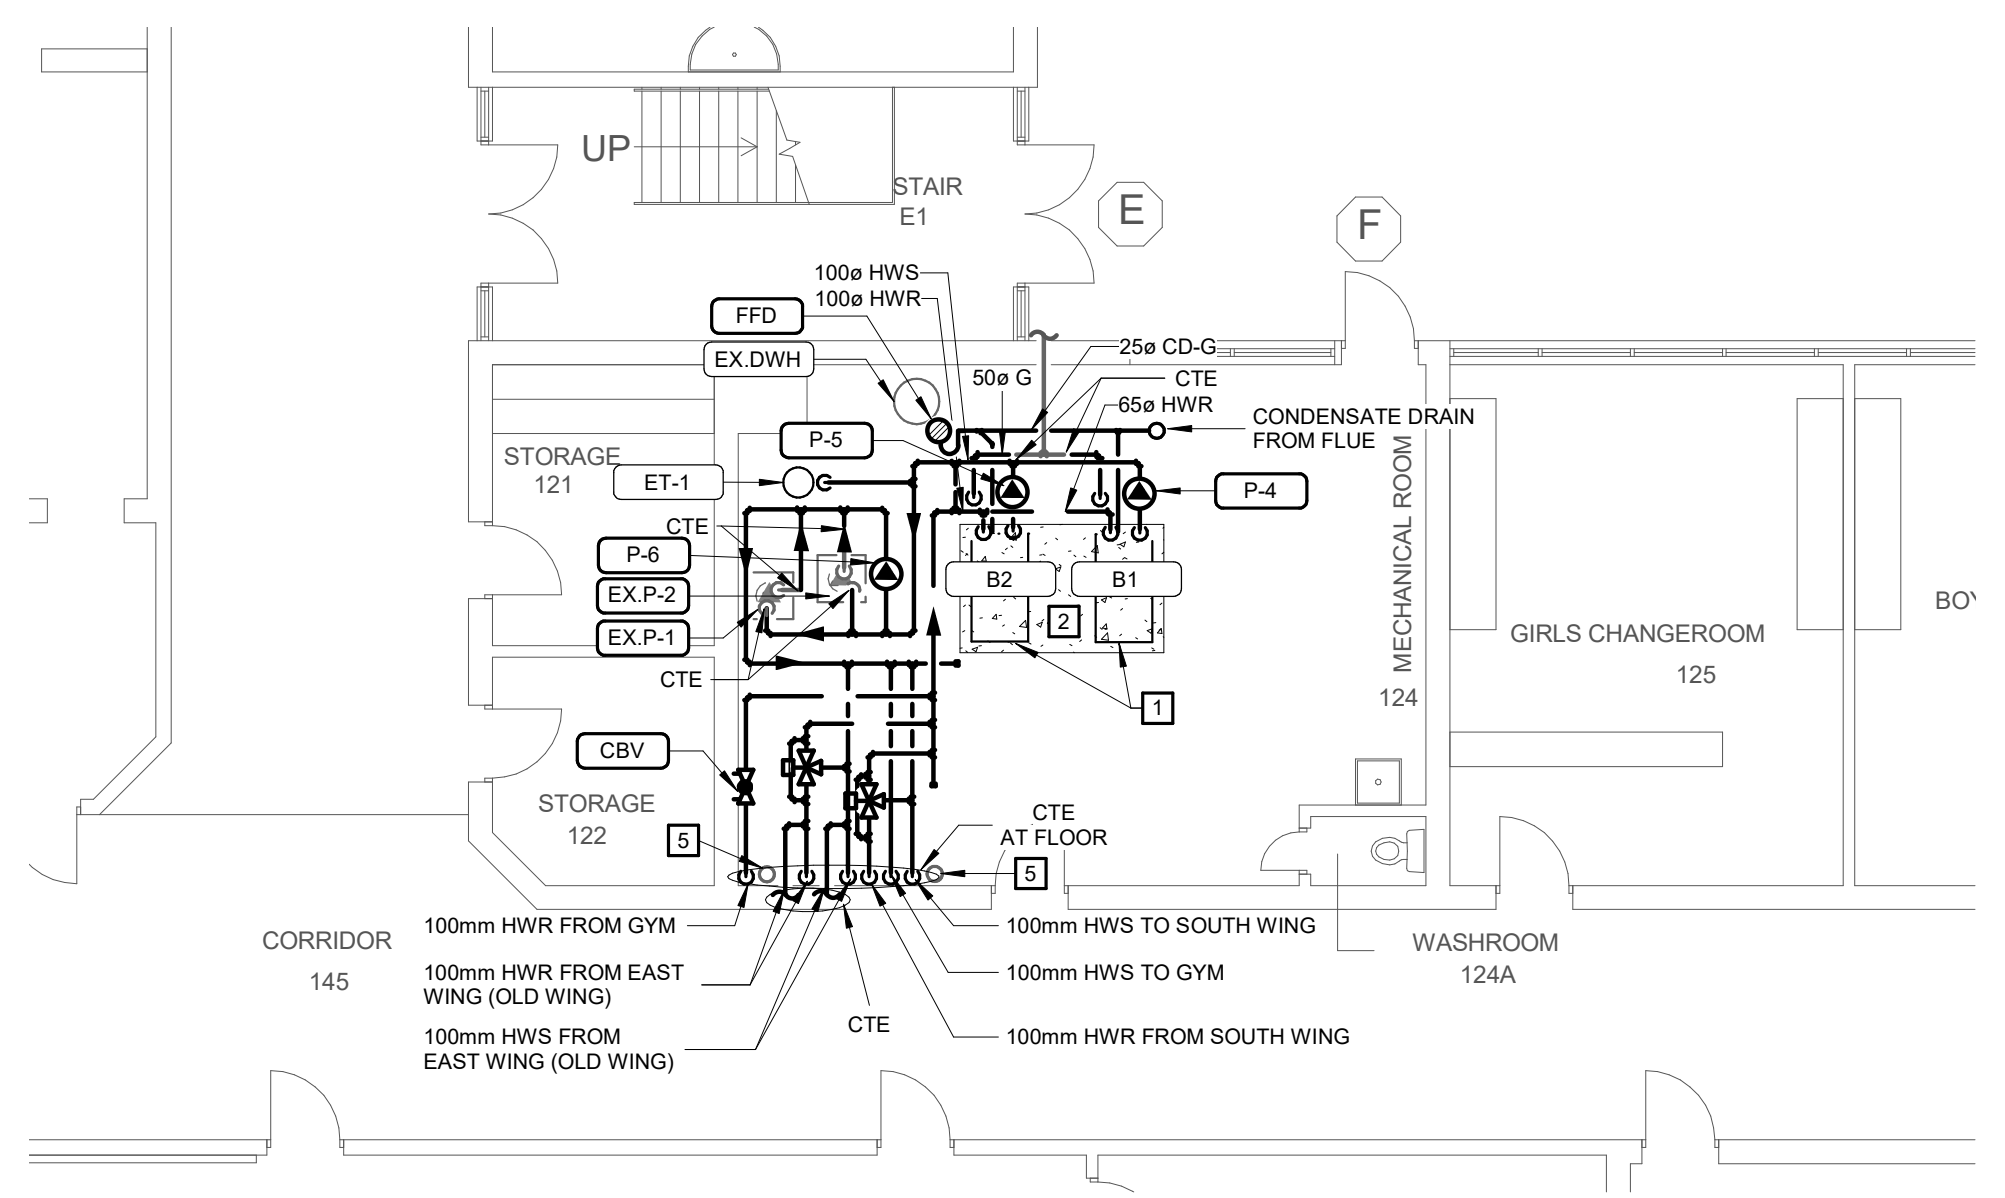 UP
STAIR
E1
E
F
100ø HWS
100ø HWR
FFD
EX.DWH
25ø CD-G
50ø G
CTE
65ø HWR
CONDENSATE DRAIN
FROM FLUE
P-5
STORAGE
121
ET-1
P-4
CTE
P-6
EX.P-2
EX.P-1
CTE
B2
B1
2
1
MECHANICAL ROOM
124
GIRLS CHANGEROOM
125
BOY
CBV
STORAGE
122
5
CTE
AT FLOOR
5
100mm HWR FROM GYM
100mm HWS TO SOUTH WING
CORRIDOR
145
100mm HWR FROM EAST
WING (OLD WING)
100mm HWS TO GYM
WASHROOM
124A
CTE
100mm HWS FROM
EAST WING (OLD WING)
100mm HWR FROM SOUTH WING